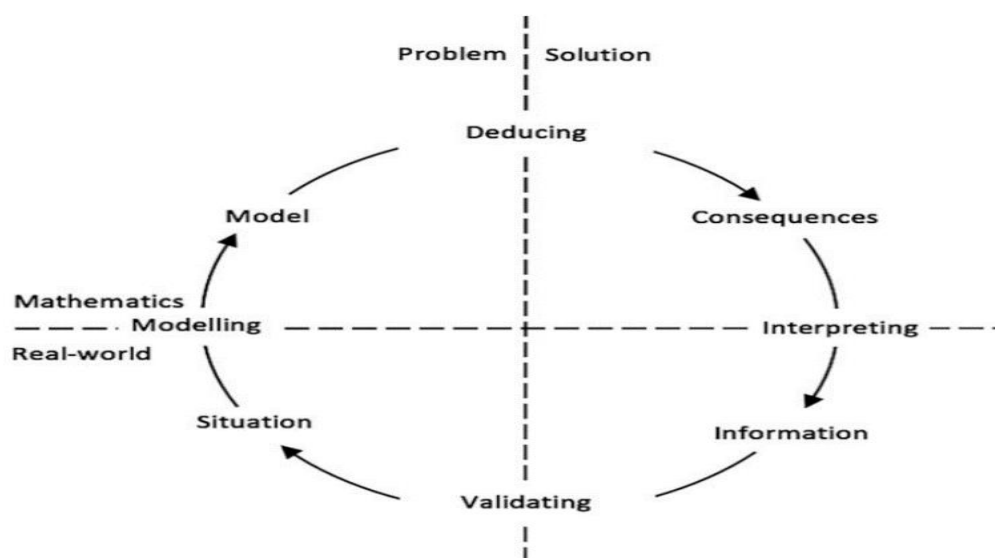 Problem Solution
Deducing
Model Consequences
Mathematics
Modelling Interpreting
Real-world
Situation Information
Validating